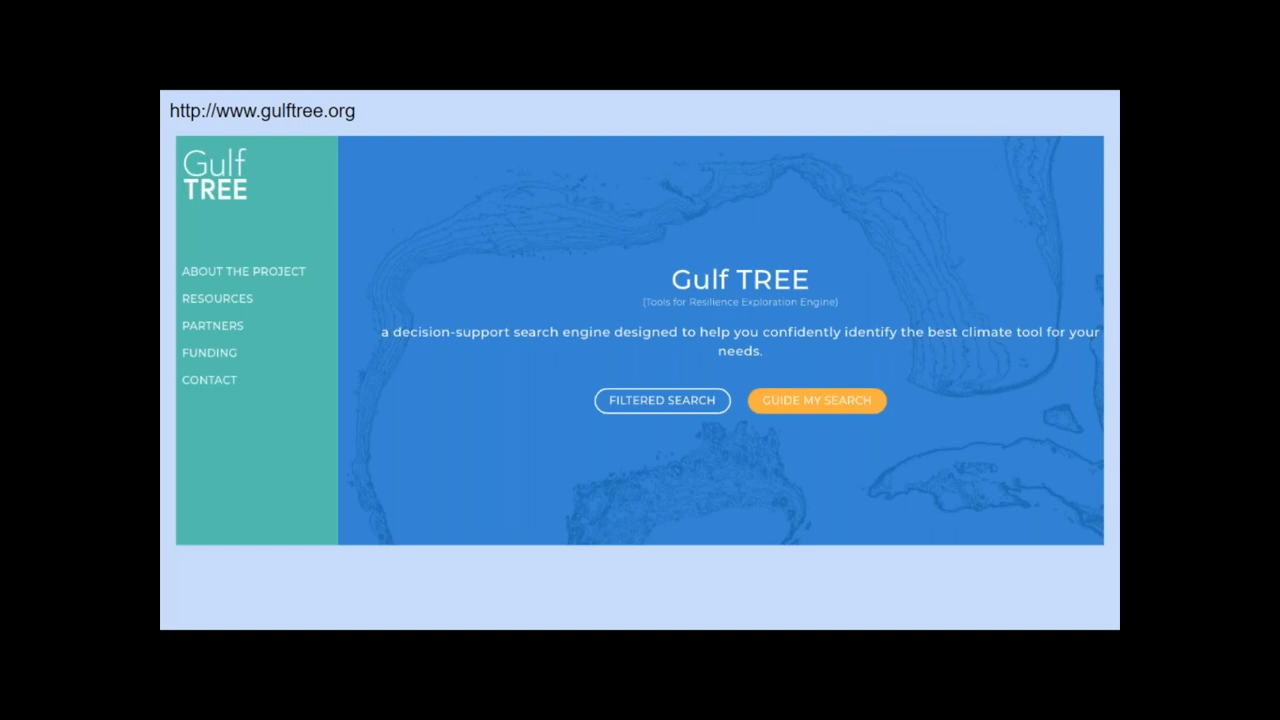 http://www.gulftree.org
Gulf
TREE
ABOUT THE PROJECT
RESOURCES
PARTNERS
FUNDING
CONTACT
Gulf TREE
(Tools for Resilience Exploration Engine)
a decision-support search engine designed to help you confidently identify the best climate tool for your
needs.
FILTERED SEARCH
GUIDE MY SEARCH